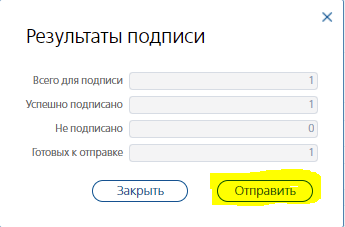 Результаты подписи
Всего для подписи 1
Успешно подписано 1
Не подписано 0
Готовых к отправке 1
Закрыть Отправить